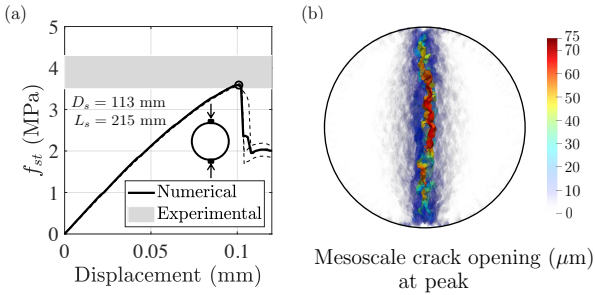 (a)
5
4
3
2
1
0
f_st (MPa)
D_s = 113 mm
L_s = 215 mm
Numerical
Experimental
0
0.05
0.1
Displacement (mm)
(b)
75
70
60
50
40
30
20
10
0
Mesoscale crack opening (μm)
at peak